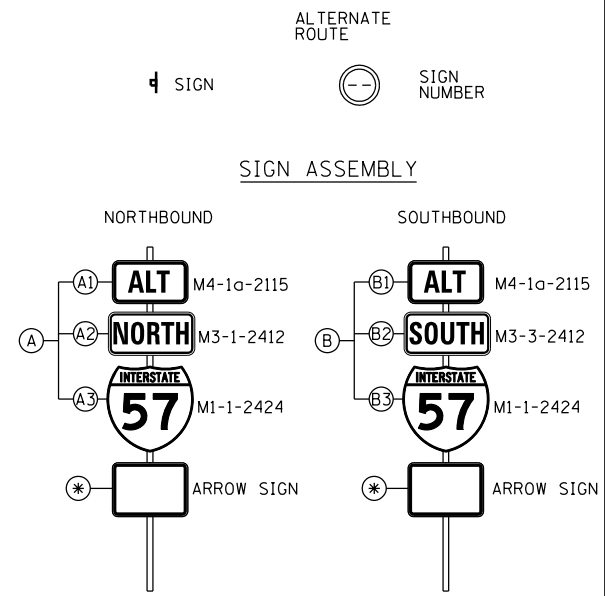 ALTERNATE
ROUTE
SIGN
SIGN
NUMBER
SIGN ASSEMBLY
NORTHBOUND
SOUTHBOUND
A1
ALT
M4-1a-2115
A
A2
NORTH
M3-1-2412
A3
INTERSTATE
57
M1-1-2424
*
ARROW SIGN
B1
ALT
M4-1a-2115
B
B2
SOUTH
M3-3-2412
B3
INTERSTATE
57
M1-1-2424
*
ARROW SIGN